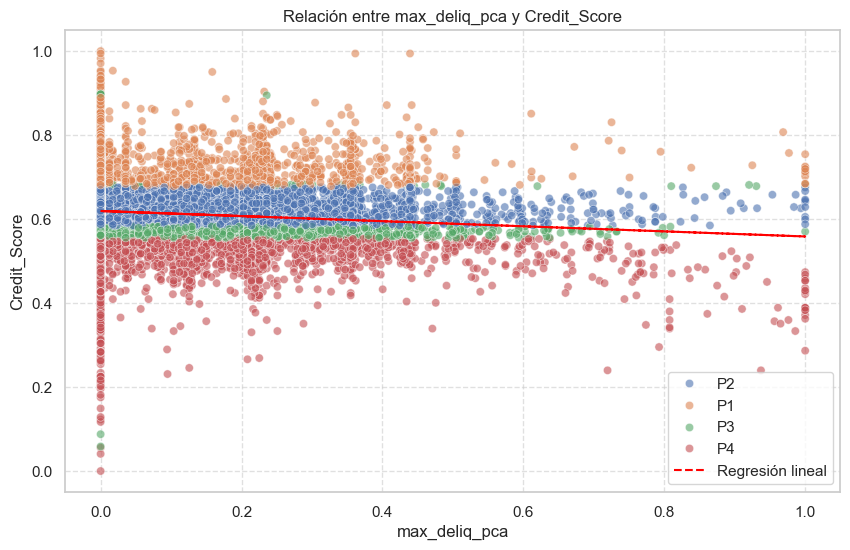 Relación entre max_deliq_pca y Credit_Score
Credit_Score
1.0
0.8
0.6
0.4
0.2
0.0
P2
P1
P3
P4
Regresión lineal
0.0 0.2 0.4 0.6 0.8 1.0
max_deliq_pca